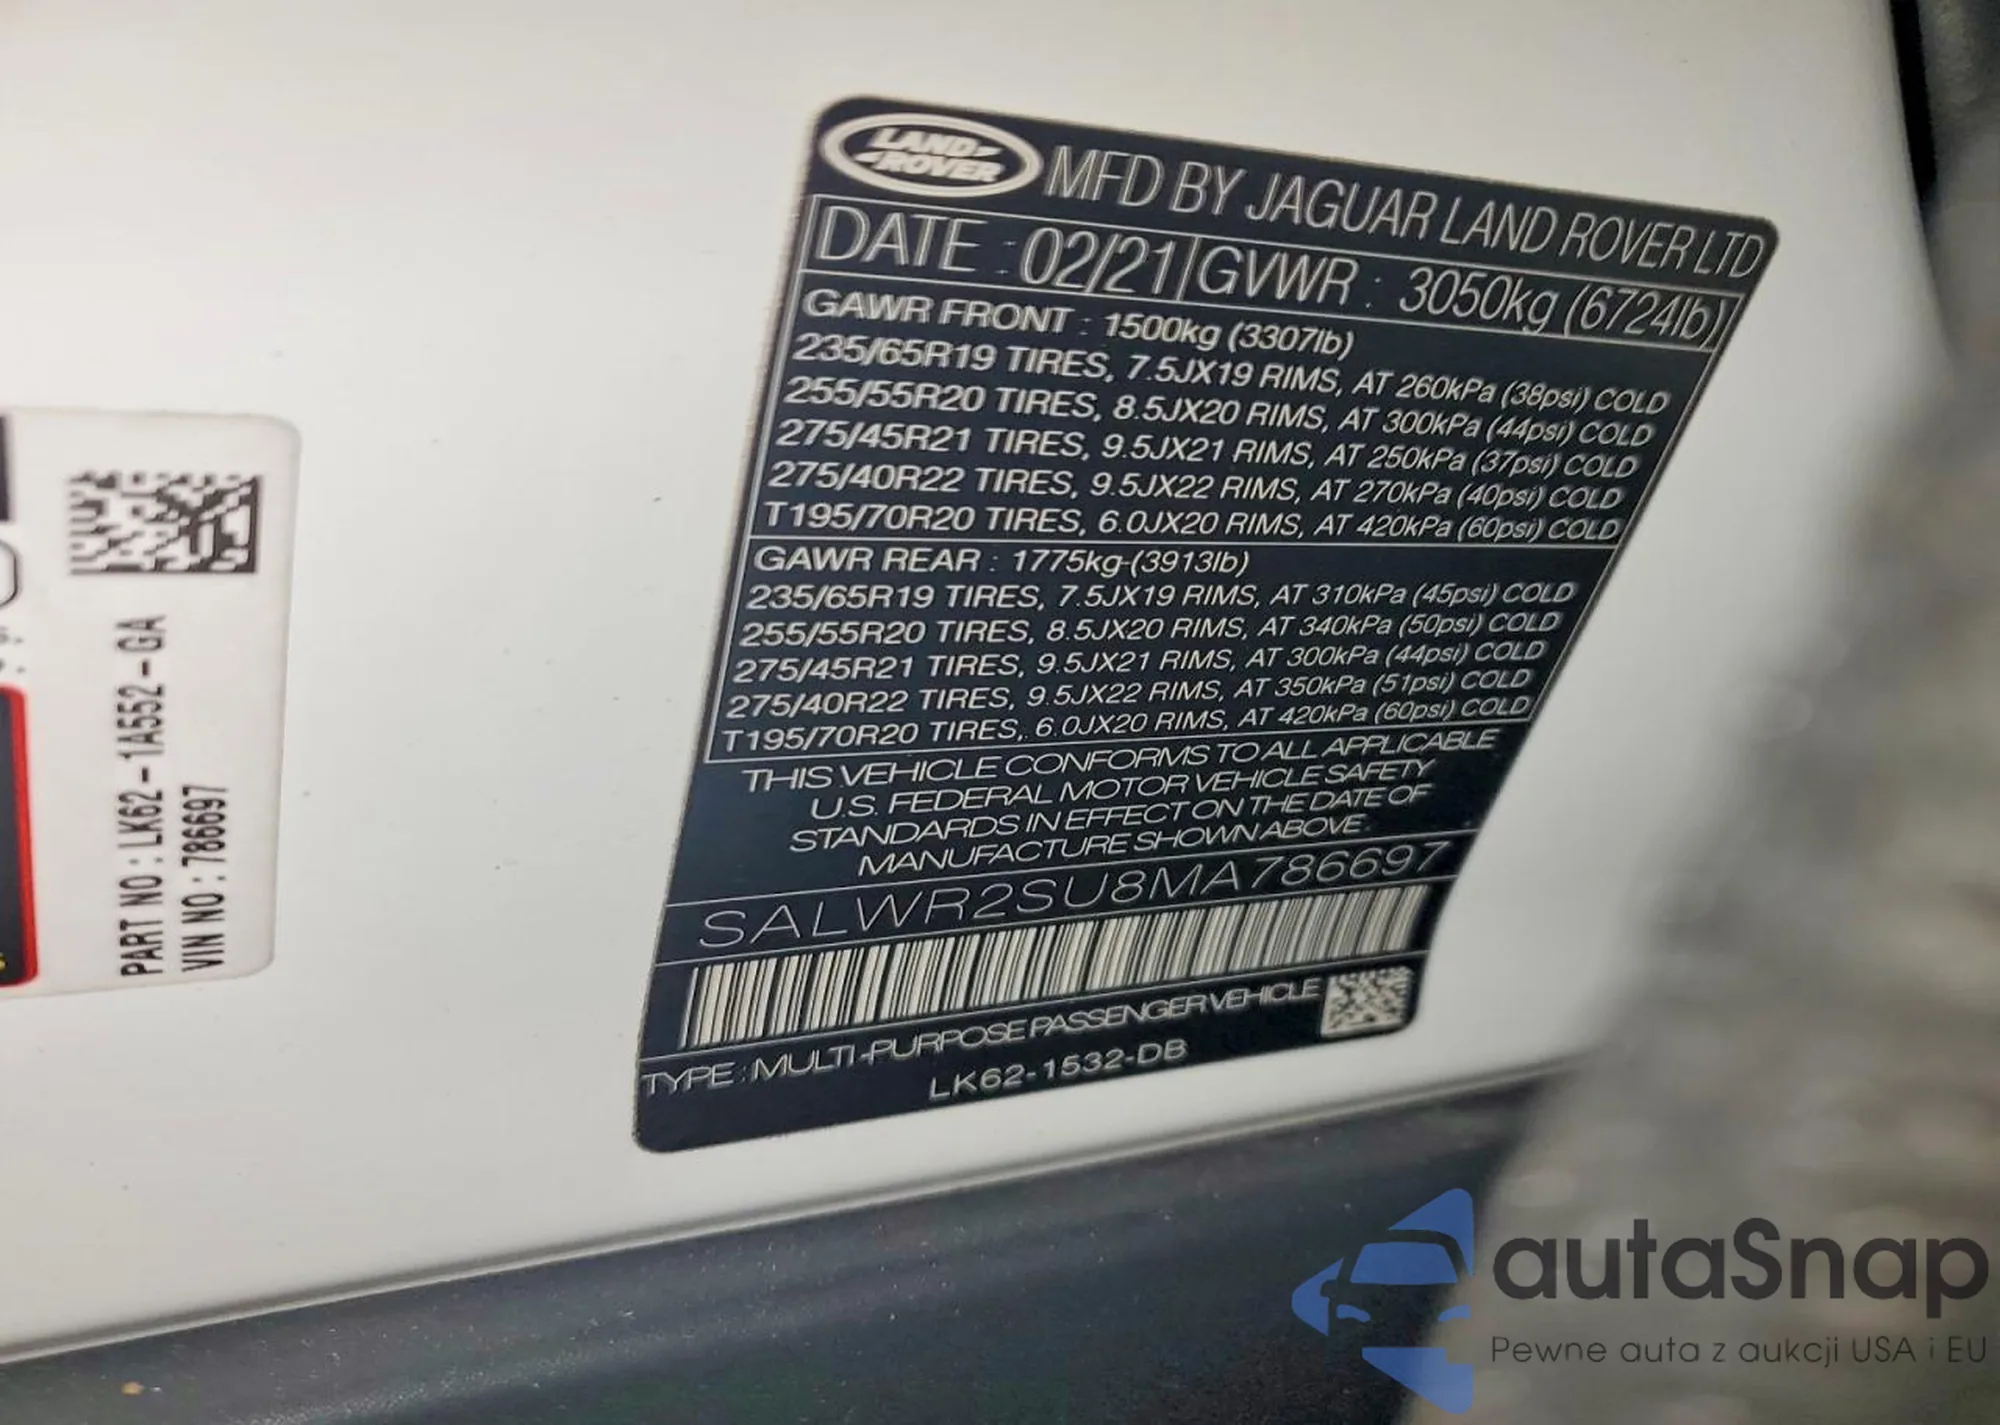 LAND
ROVER
MFD BY JAGUAR LAND ROVER LTD
DATE : 02/21 GVWR : 3050kg (6724lb)
GAWR FRONT : 1500kg (3307lb)
235/65R19 TIRES, 7.5JX19 RIMS, AT 260kPa (38psi) COLD
255/55R20 TIRES, 8.5JX20 RIMS, AT 300kPa (44psi) COLD
275/45R21 TIRES, 9.5JX21 RIMS, AT 250kPa (37psi) COLD
275/40R22 TIRES, 9.5JX22 RIMS, AT 270kPa (40psi) COLD
T195/70R20 TIRES, 6.0JX20 RIMS, AT 420kPa (60psi) COLD
GAWR REAR : 1775kg (3913lb)
235/65R19 TIRES, 7.5JX19 RIMS, AT 310kPa (45psi) COLD
255/55R20 TIRES, 8.5JX20 RIMS, AT 340kPa (50psi) COLD
275/45R21 TIRES, 9.5JX21 RIMS, AT 300kPa (44psi) COLD
275/40R22 TIRES, 9.5JX22 RIMS, AT 350kPa (51psi) COLD
T195/70R20 TIRES, 6.0JX20 RIMS, AT 420kPa (60psi) COLD
THIS VEHICLE CONFORMS TO ALL APPLICABLE
U.S. FEDERAL MOTOR VEHICLE SAFETY
STANDARDS IN EFFECT ON THE DATE OF
MANUFACTURE SHOWN ABOVE.
SALWR2SU8MA786697
TYPE : MULTI-PURPOSE PASSENGER VEHICLE
LK62-1532-DB
PART NO : LK62-1A552-GA
VIN NO : 786697
autaSnap
Pewne auta z aukcji USA i EU